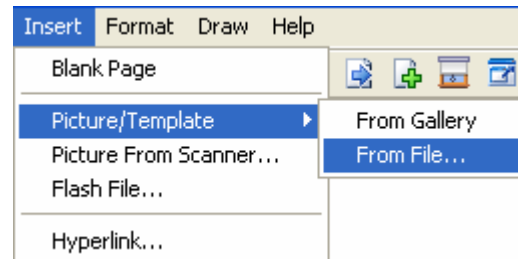 Insert Format Draw Help
Blank Page
Picture/Template
From Gallery
Picture From Scanner...
From File...
Flash File...
Hyperlink...